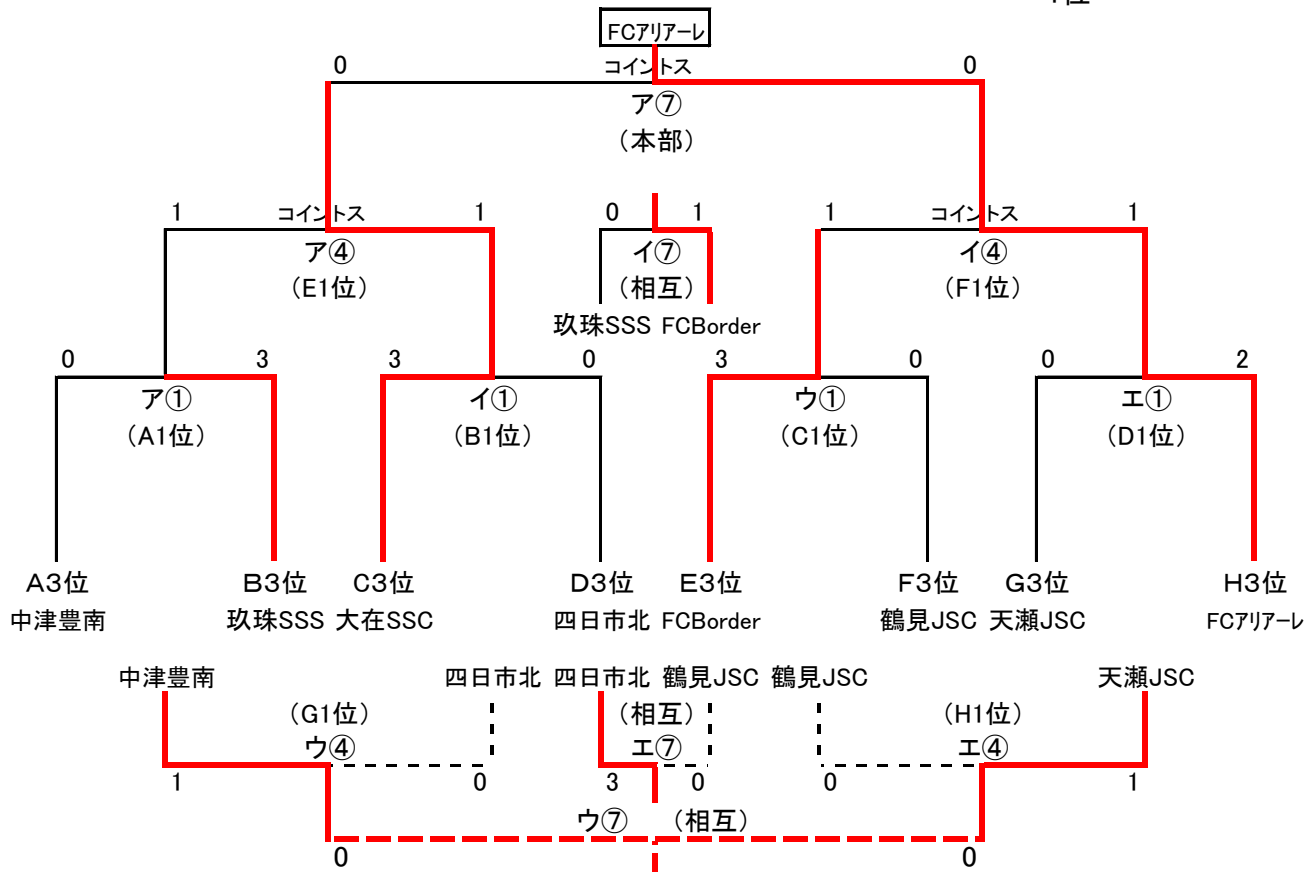 1位
FCアリアーレ
0 コイントス 0
ア⑦
（本部）
1 コイントス 1 0 1 1 コイントス 1
ア④ イ⑦ イ④
（E1位） （相互） （F1位）
玖珠SSS FCBorder
0 3 3 0 3 0 0 2
ア① イ① ウ① エ①
（A1位） （B1位） （C1位） （D1位）
A3位 B3位 C3位 D3位 E3位 F3位 G3位 H3位
中津豊南 玖珠SSS 大在SSC 四日市北 FCBorder 鶴見JSC 天瀬JSC FCアリアーレ
中津豊南 四日市北 四日市北 鶴見JSC 鶴見JSC 天瀬JSC
（G1位） （相互） （H1位）
ウ④ エ⑦ エ④
1 0 3 0 0 1
ウ⑦ （相互）
0 0